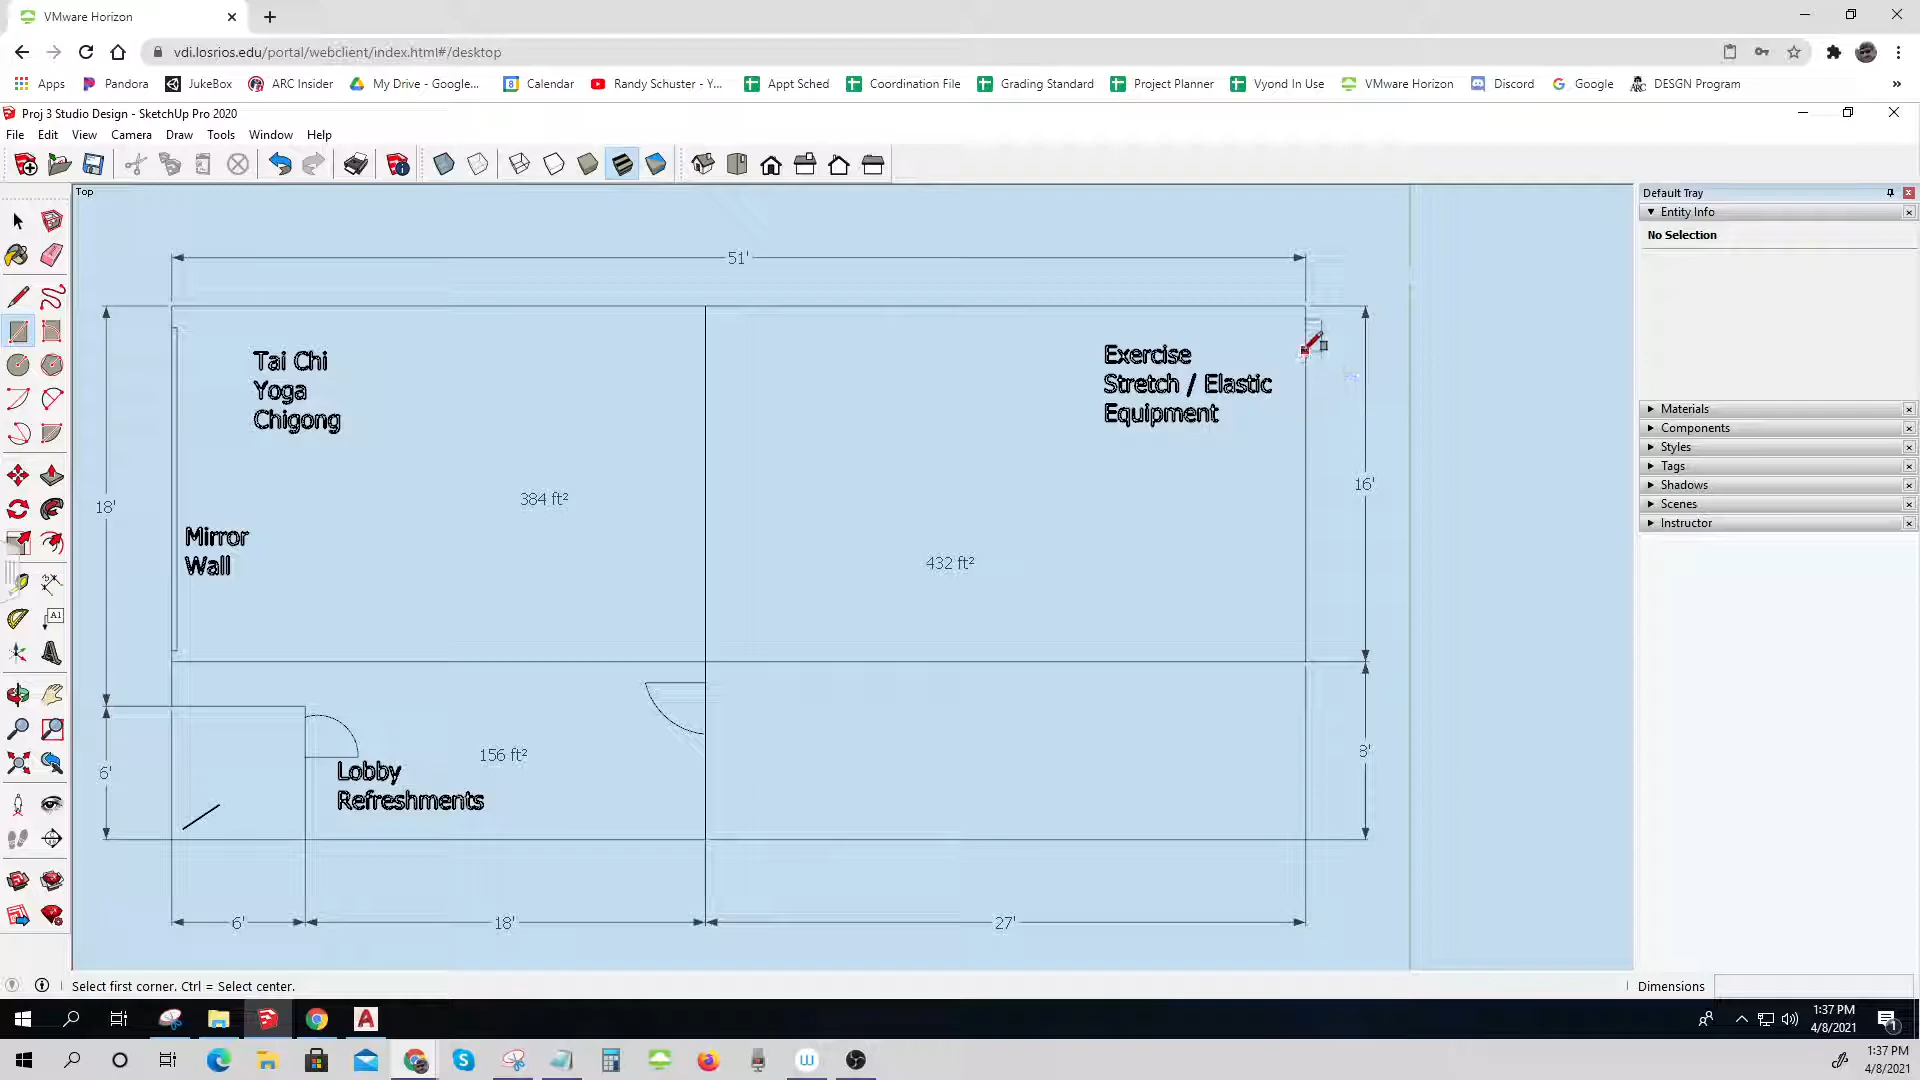 VMware Horizon
vdi.losrios.edu/portal/webclient/index.html#/desktop
Apps Pandora JukeBox ARC Insider My Drive - Google... Calendar Randy Schuster - Y... Appt Sched Coordination File Grading Standard Project Planner Vyond In Use VMware Horizon Discord Google DESGN Program »
Proj 3 Studio Design - SketchUp Pro 2020
File Edit View Camera Draw Tools Window Help
Top
Default Tray
Entity Info
No Selection
51'
Tai Chi
Yoga
Chigong
Exercise
Stretch / Elastic
Equipment
Materials
Components
Styles
Tags
Shadows
Scenes
Instructor
18'
384 ft²
16'
Mirror
Wall
432 ft²
156 ft²
8'
6'
Lobby
Refreshments
6' 18' 27'
Select first corner. Ctrl = Select center.
Dimensions
1:37 PM
4/8/2021
1:37 PM
4/8/2021